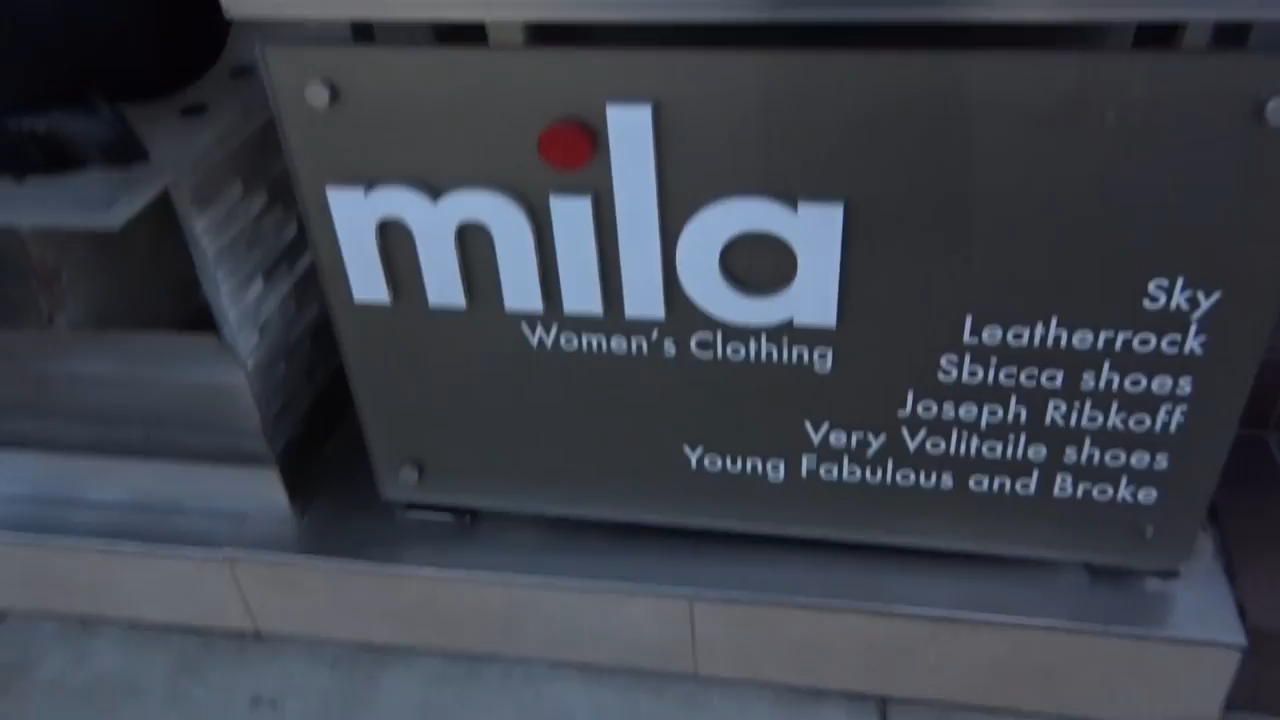 mila
Women's Clothing
Sky
Leatherrock
Sbicca shoes
Joseph Ribkoff
Very Volitaile shoes
Young Fabulous and Broke